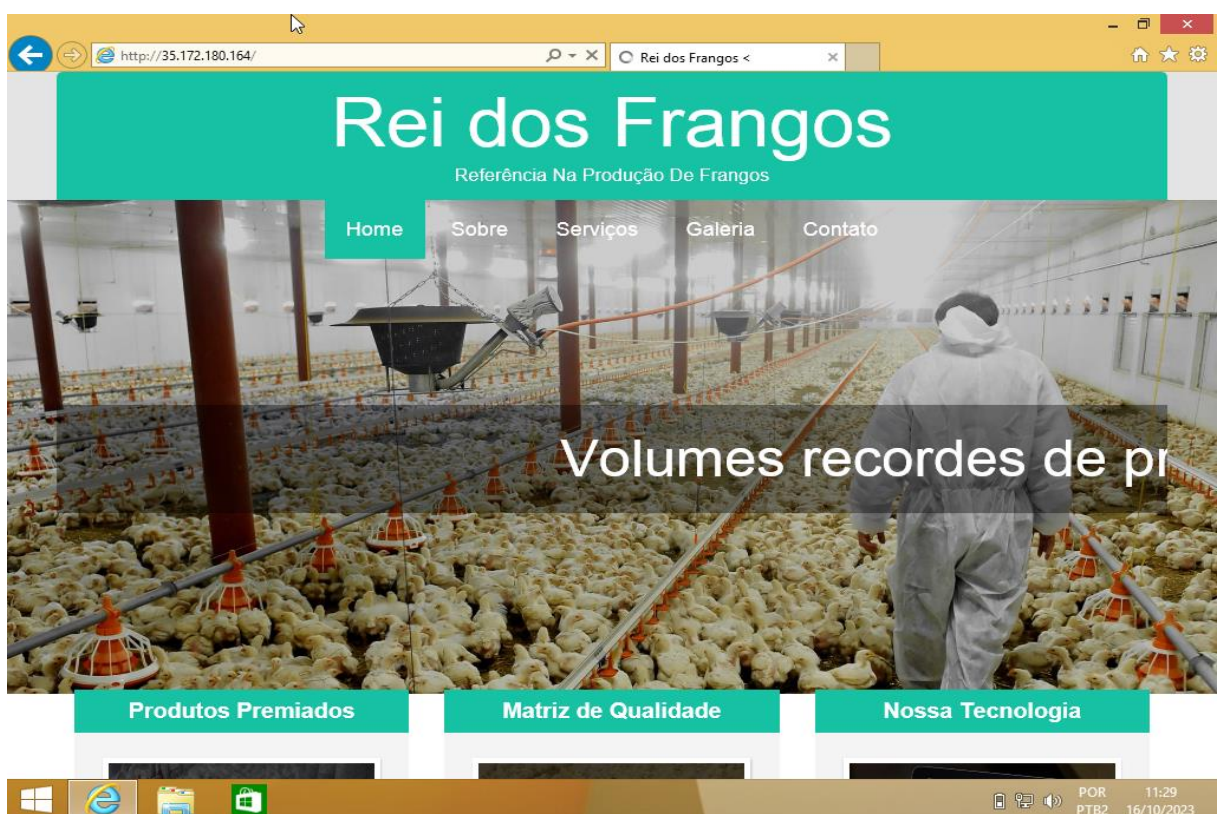 http://35.172.180.164/
Rei dos Frangos <
Rei dos Frangos
Referência Na Produção De Frangos
Home Sobre Serviços Galeria Contato
Volumes recordes de pr
Produtos Premiados Matriz de Qualidade Nossa Tecnologia
POR 11:29
PTB2 16/10/2023